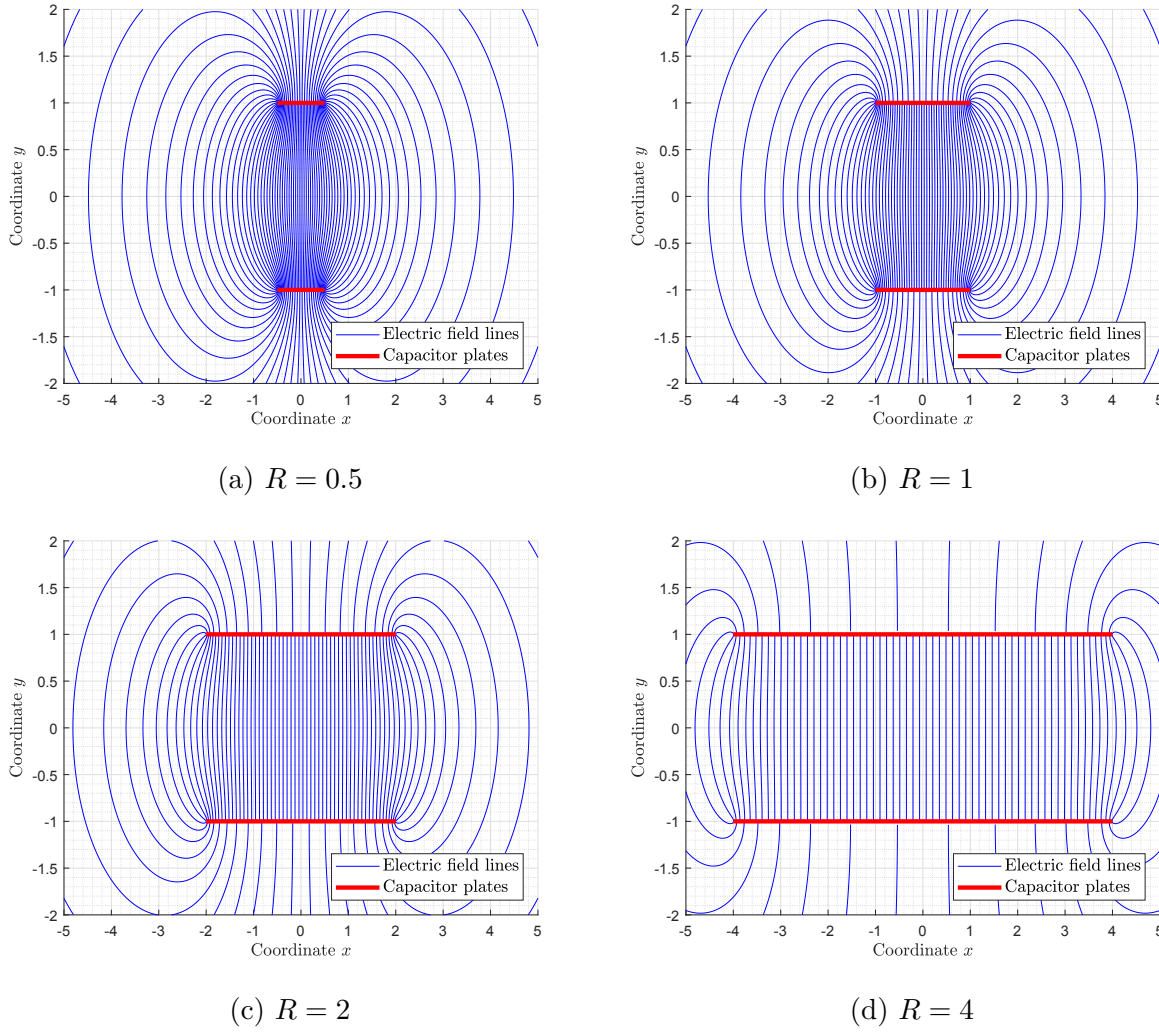 2
1.5
1
0.5
0
-0.5
-1
-1.5
-2
Coordinate y
-5 -4 -3 -2 -1 0 1 2 3 4 5
Coordinate x
Electric field lines
Capacitor plates
(a) R = 0.5
2
1.5
1
0.5
0
-0.5
-1
-1.5
-2
Coordinate y
-5 -4 -3 -2 -1 0 1 2 3 4 5
Coordinate x
Electric field lines
Capacitor plates
(b) R = 1
2
1.5
1
0.5
0
-0.5
-1
-1.5
-2
Coordinate y
-5 -4 -3 -2 -1 0 1 2 3 4 5
Coordinate x
Electric field lines
Capacitor plates
(c) R = 2
2
1.5
1
0.5
0
-0.5
-1
-1.5
-2
Coordinate y
-5 -4 -3 -2 -1 0 1 2 3 4 5
Coordinate x
Electric field lines
Capacitor plates
(d) R = 4